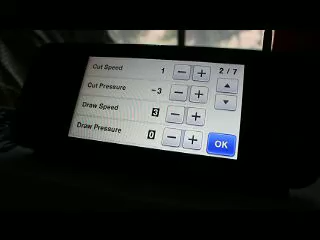 Cut Speed 1 − + 2 / 7
Cut Pressure −3 − +
Draw Speed 3 − +
Draw Pressure 0 − + OK